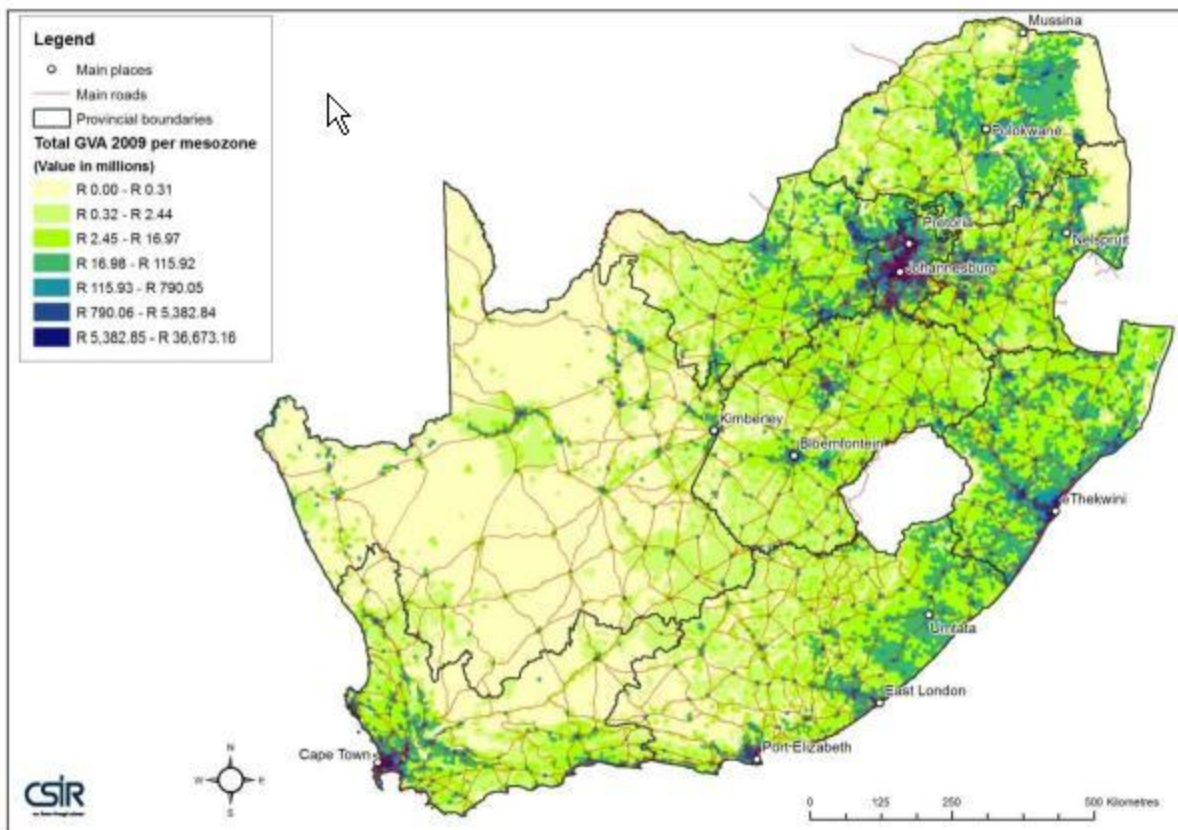 Legend
Main places
Main roads
Provincial boundaries
Total GVA 2009 per mesozone
(Value in millions)
R 0.00 - R 0.31
R 0.32 - R 2.44
R 2.45 - R 16.97
R 16.98 - R 115.92
R 115.93 - R 790.05
R 790.06 - R 5,382.84
R 5,382.85 - R 36,673.16
Mussina
Polokwane
Pretoria
Nelspruit
Johannesburg
Kimberley
Bloemfontein
eThekwini
Umtata
East London
Port Elizabeth
Cape Town
N
W E
S
CSIR
0 125 250 500 Kilometres